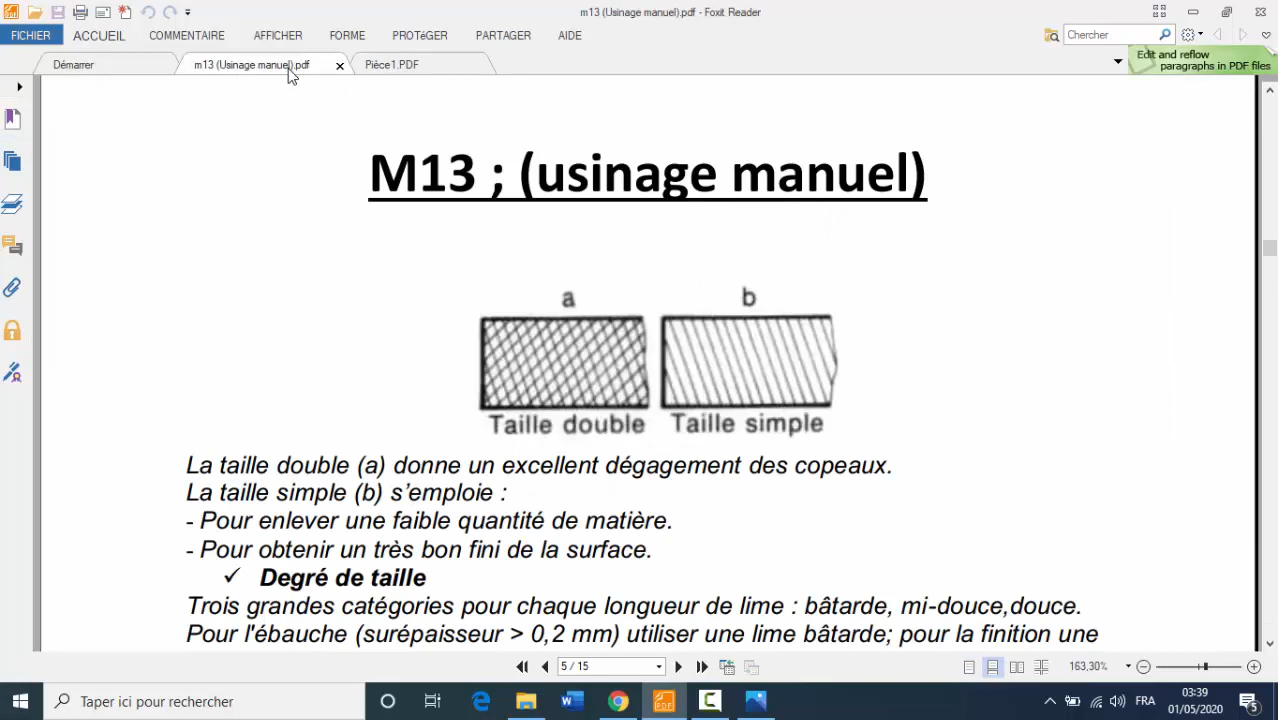 m13 (Usinage manuel).pdf - Foxit Reader
FICHIER ACCUEIL COMMENTAIRE AFFICHER FORME PROTéGER PARTAGER AIDE
Chercher
Démarrer
m13 (Usinage manuel).pdf
Pièce1.PDF
Edit and reflow
paragraphs in PDF files
M13 ; (usinage manuel)
a b
Taille double Taille simple
La taille double (a) donne un excellent dégagement des copeaux.
La taille simple (b) s’emploie :
- Pour enlever une faible quantité de matière.
- Pour obtenir un très bon fini de la surface.
✓ Degré de taille
Trois grandes catégories pour chaque longueur de lime : bâtarde, mi-douce,douce.
Pour l'ébauche (surépaisseur > 0,2 mm) utiliser une lime bâtarde; pour la finition une
5 / 15
163,30%
Taper ici pour rechercher
FRA
03:39
01/05/2020
5